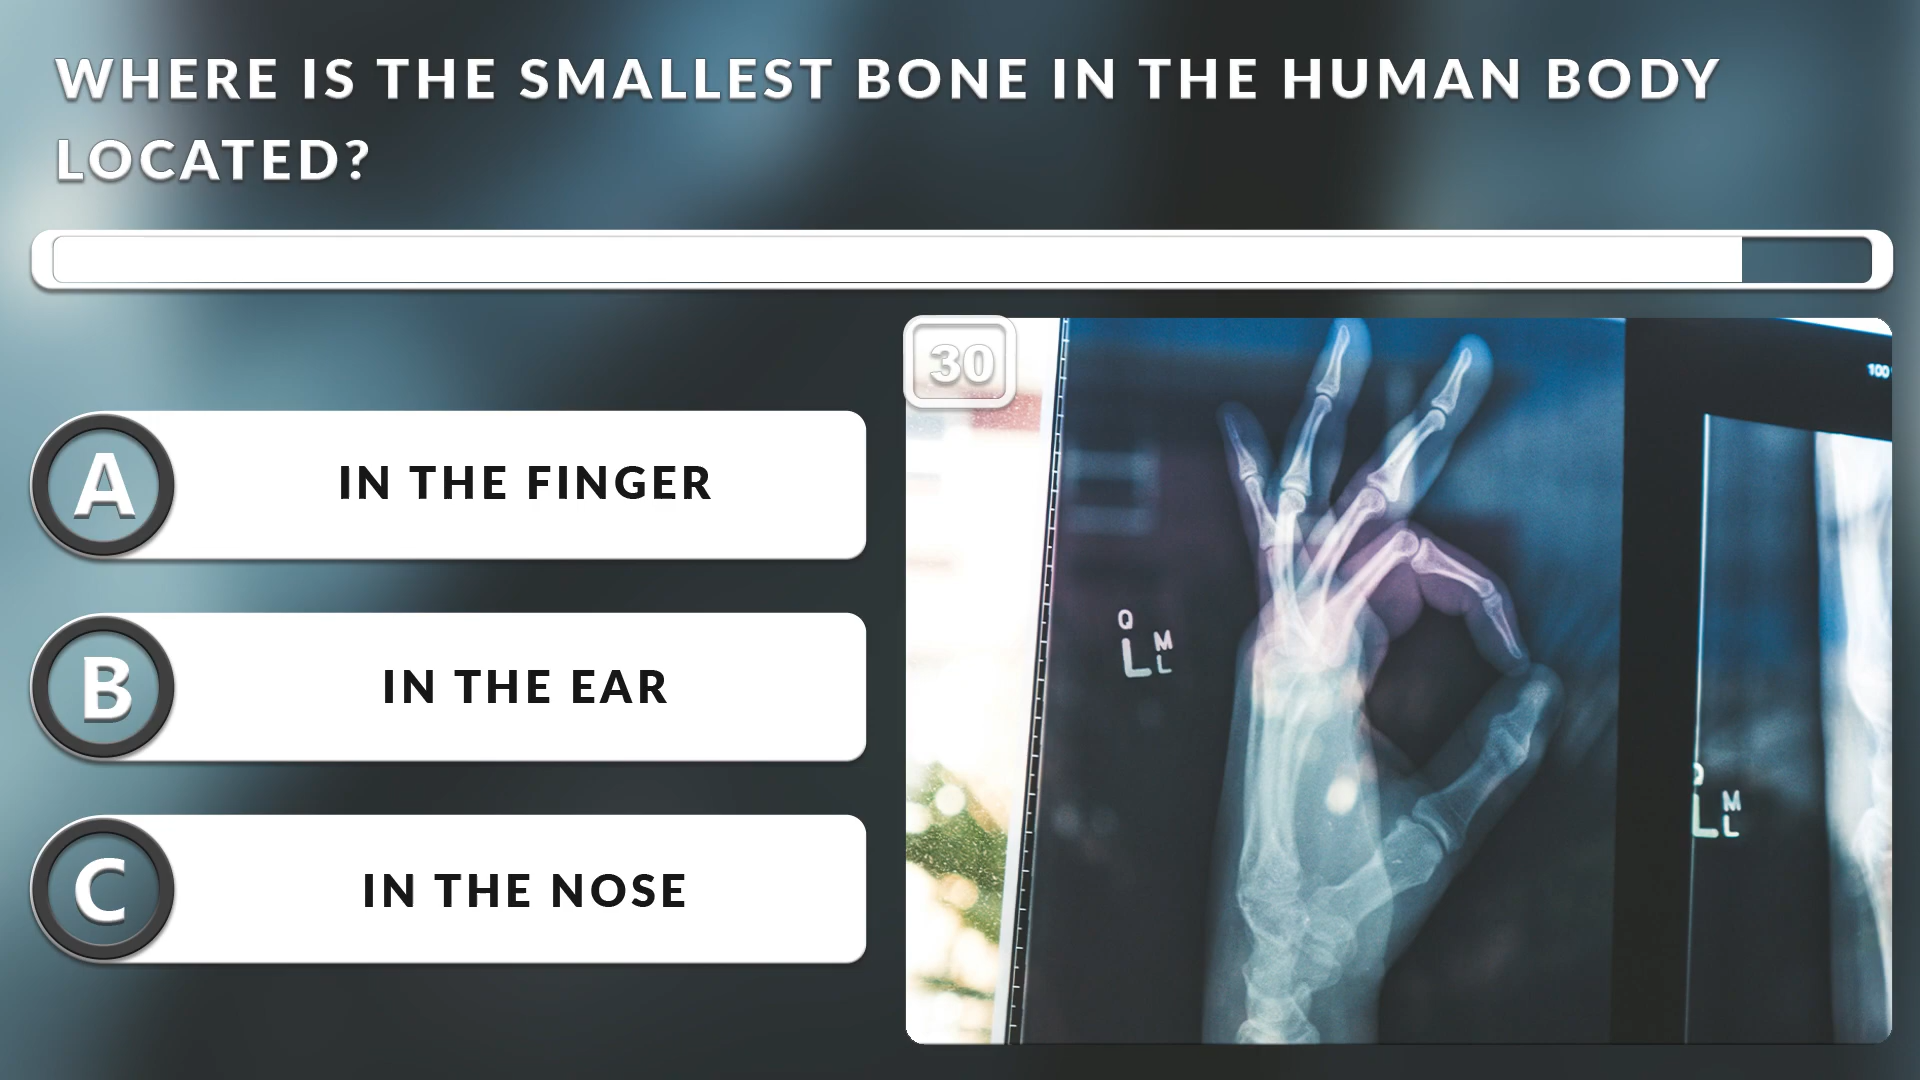 WHERE IS THE SMALLEST BONE IN THE HUMAN BODY
LOCATED?
30
A IN THE FINGER
B IN THE EAR
C IN THE NOSE
100
Q
L M
L
L M
L